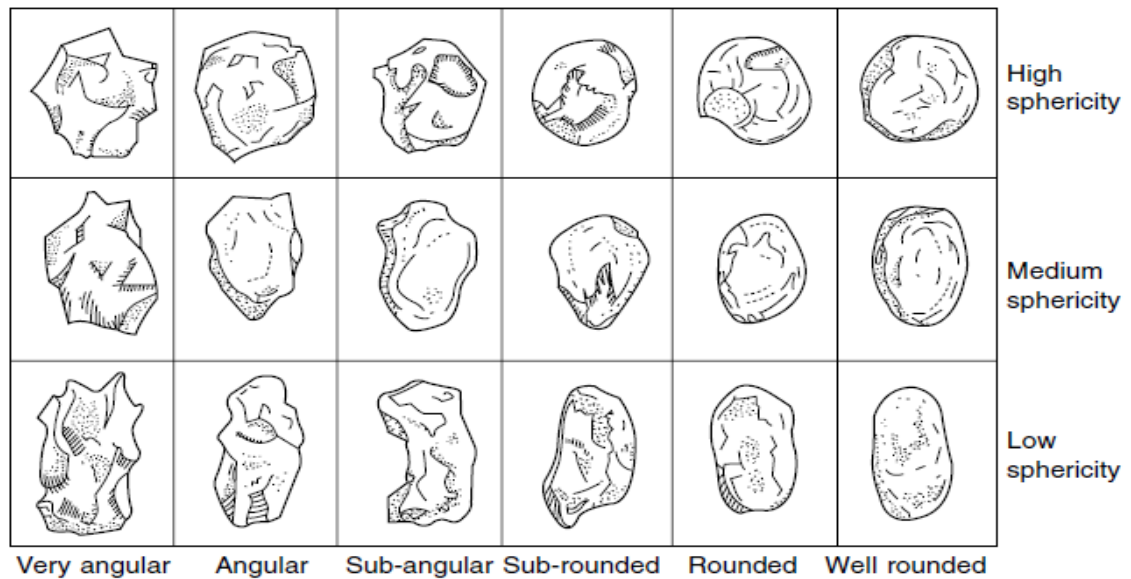 High
sphericity
Medium
sphericity
Low
sphericity
Very angular Angular Sub-angular Sub-rounded Rounded Well rounded